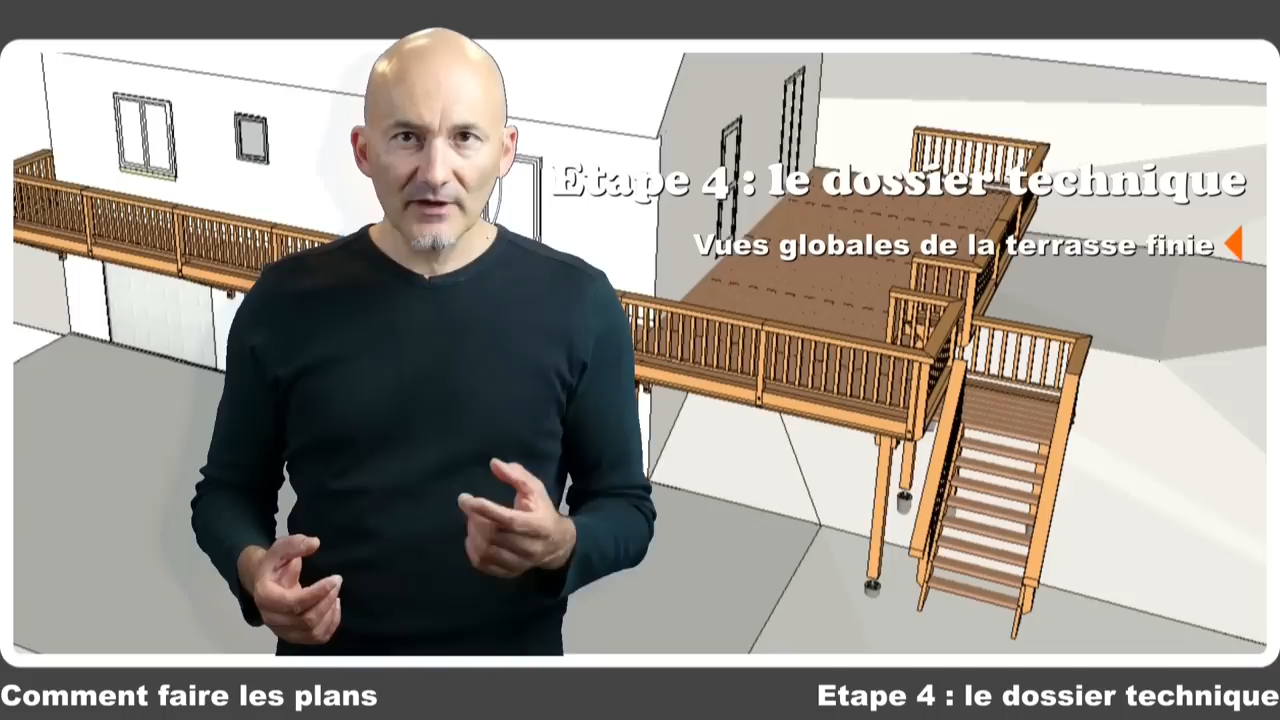 Etape 4 : le dossier technique
Vues globales de la terrasse finie
Comment faire les plans
Etape 4 : le dossier technique